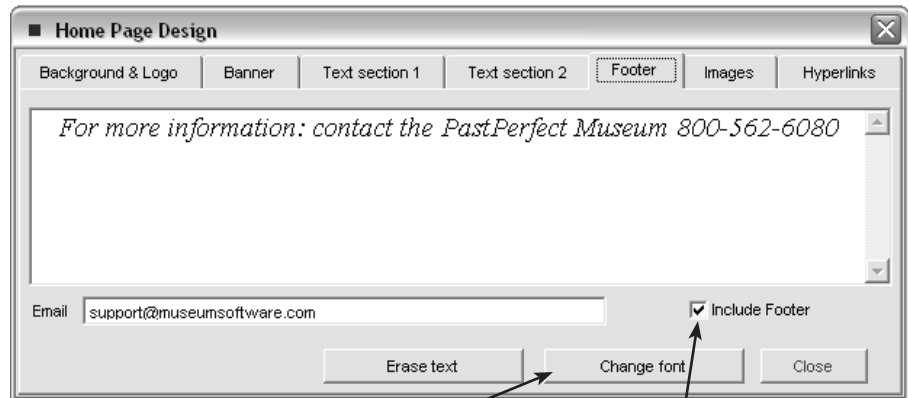 Home Page Design
Background & Logo Banner Text section 1 Text section 2 Footer Images Hyperlinks
For more information: contact the PastPerfect Museum 800-562-6080
Email support@museumsoftware.com Include Footer
Erase text Change font Close